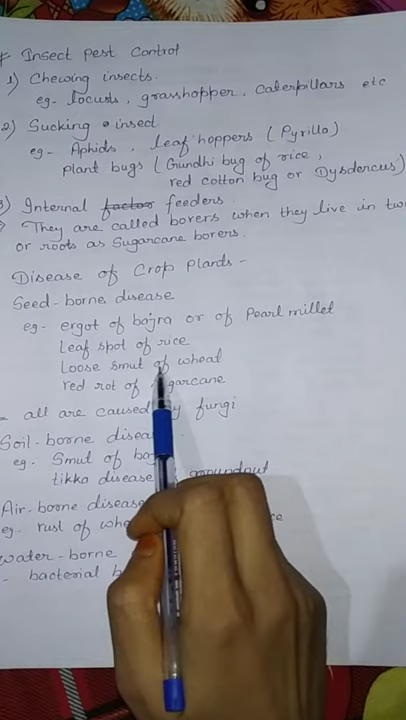 * Insect Pest Control
1) Chewing insects.
eg- locusts, grasshopper, Caterpillars etc
2) Sucking insect
eg- Aphids, leaf hoppers (Pyrilla)
plant bugs (Gundhi bug of rice,
red cotton bug or Dysdercus)
3) Internal factor feeders.
They are called borers when they live in
or roots as Sugarcane borers.
Disease of Crop Plants -
Seed-borne disease
eg- ergot of bajra or of Pearl millet
Leaf spot of rice
Loose smut of wheat
red rot of
= all are caused by fungi
Soil-borne
eg- Smut of
tikka disease groundnut
Air-borne disease
eg. rust of
water-borne
- bacterial